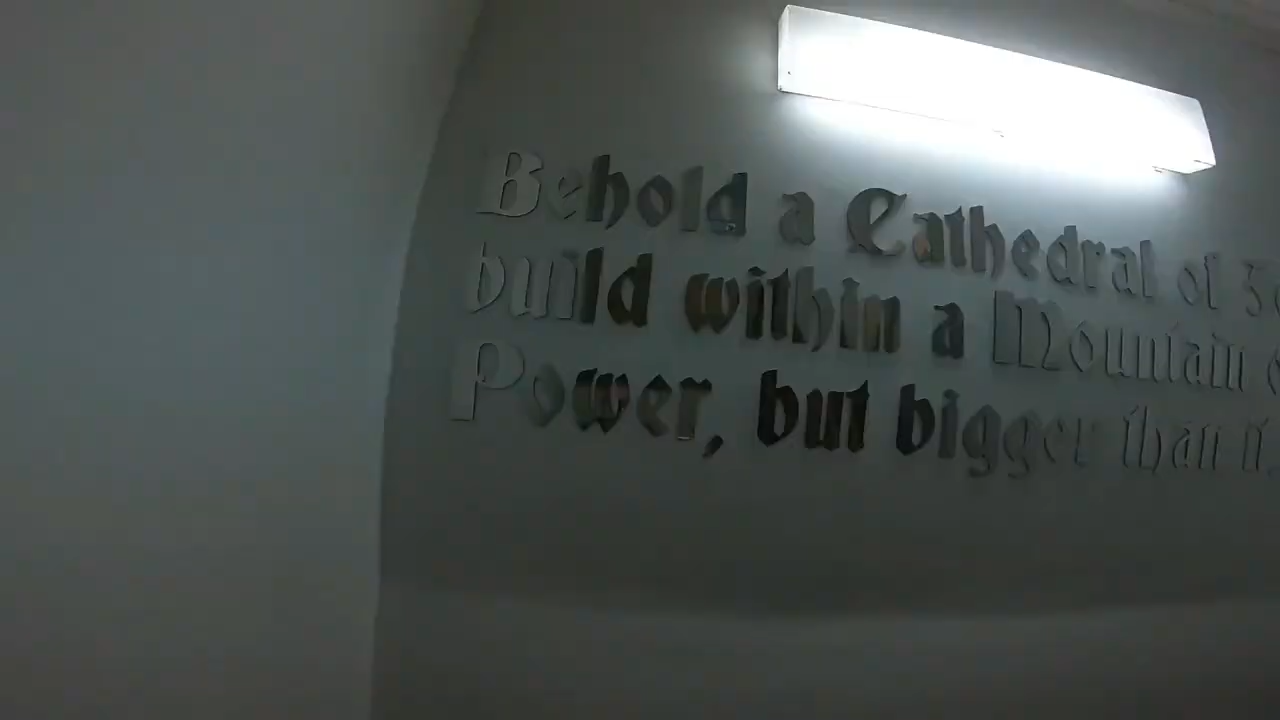 Behold a Cathedral of
build within a Mountain
Power, but bigger than